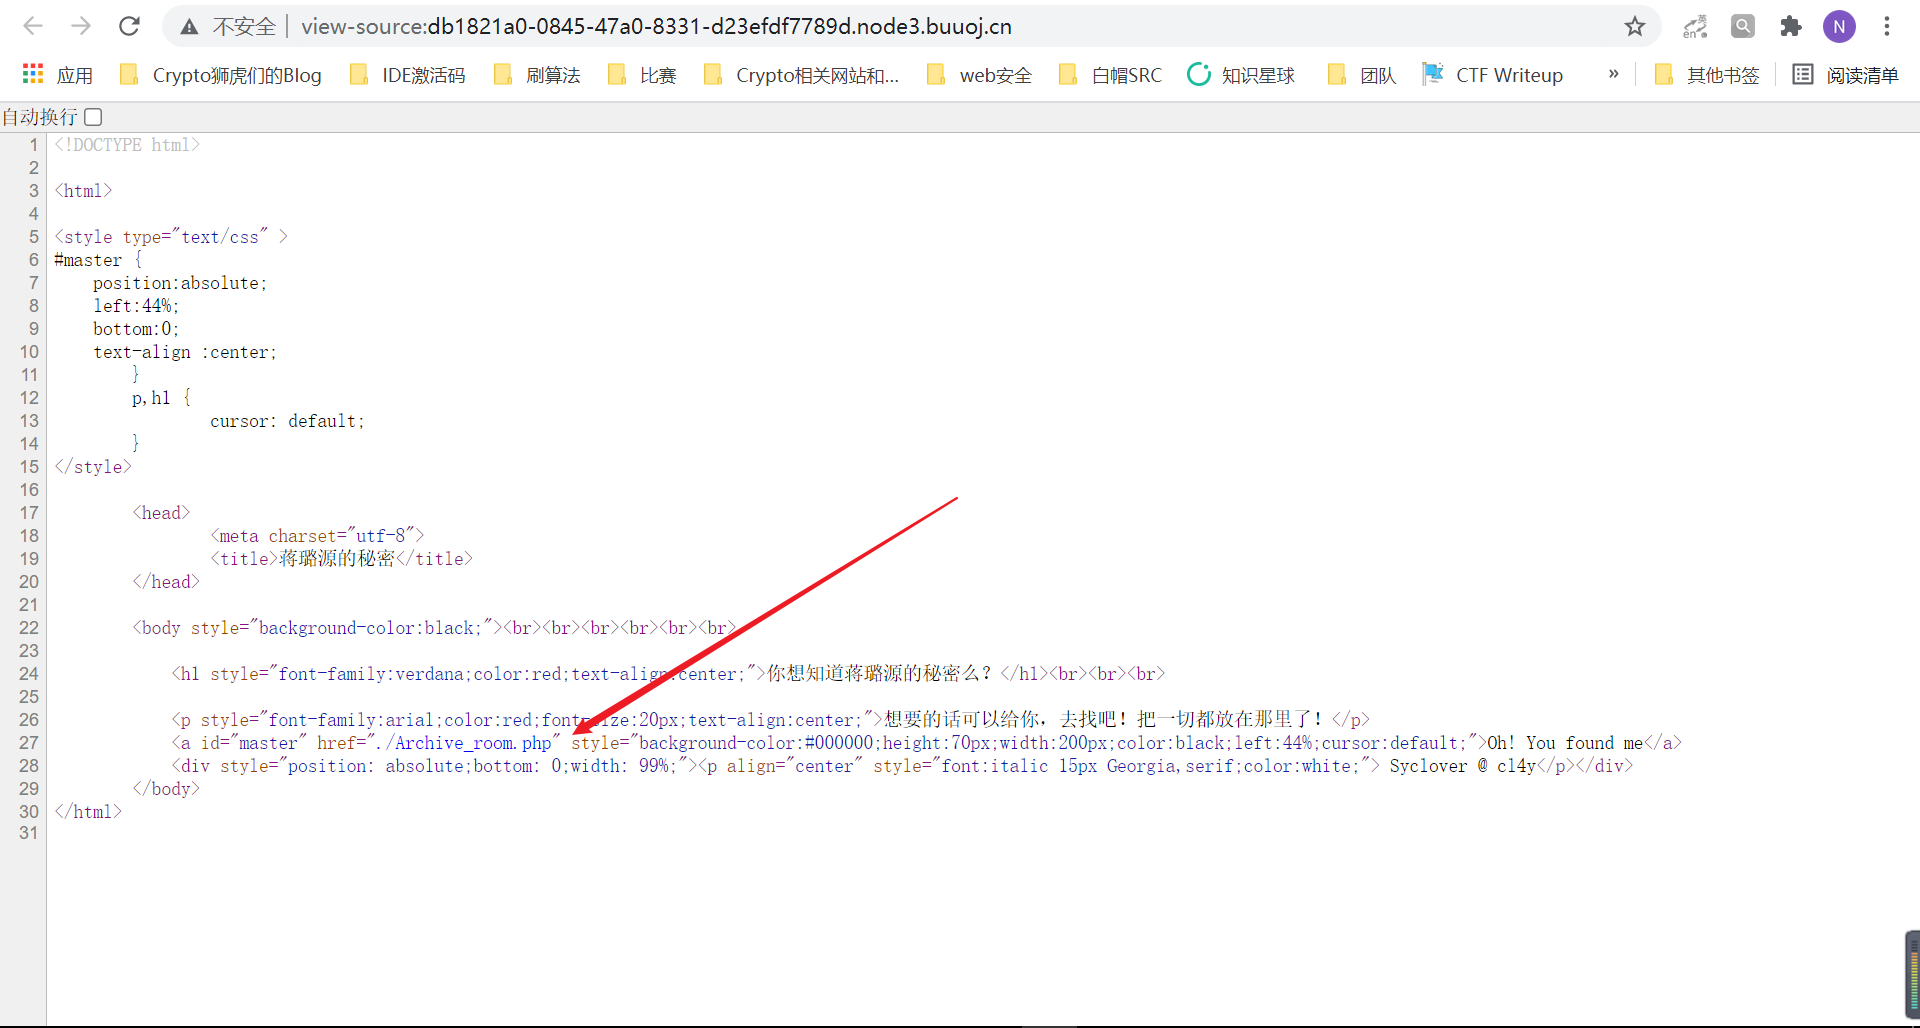 不安全 view-source:db1821a0-0845-47a0-8331-d23efdf7789d.node3.buuoj.cn 英 en N
应用 Crypto狮虎们的Blog IDE激活码 刷算法 比赛 Crypto相关网站和... web安全 白帽SRC 知识星球 团队 CTF Writeup » 其他书签 阅读清单
自动换行
1 <!DOCTYPE html>
2
3 <html>
4
5 <style type="text/css" >
6 #master {
7 position:absolute;
8 left:44%;
9 bottom:0;
10 text-align :center;
11 }
12 p,h1 {
13 cursor: default;
14 }
15 </style>
16
17 <head>
18 <meta charset="utf-8">
19 <title>蒋璐源的秘密</title>
20 </head>
21
22 <body style="background-color:black;"><br><br><br><br><br><br>
23
24 <h1 style="font-family:verdana;color:red;text-align:center;">你想知道蒋璐源的秘密么？</h1><br><br><br>
25
26 <p style="font-family:arial;color:red;font-size:20px;text-align:center;">想要的话可以给你，去找吧！把一切都放在那里了！</p>
27 <a id="master" href="./Archive_room.php" style="background-color:#000000;height:70px;width:200px;color:black;left:44%;cursor:default;">Oh! You found me</a>
28 <div style="position: absolute;bottom: 0;width: 99%;"><p align="center" style="font:italic 15px Georgia,serif;color:white;"> Syclover @ cl4y</p></div>
29 </body>
30 </html>
31